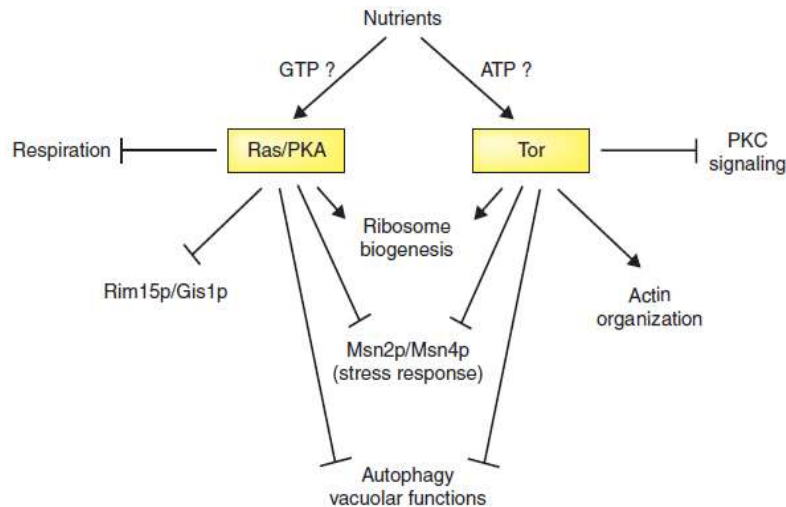 Nutrients
GTP ?
ATP ?
Respiration
Ras/PKA
Tor
PKC
signaling
Ribosome
biogenesis
Rim15p/Gis1p
Actin
organization
Msn2p/Msn4p
(stress response)
Autophagy
vacuolar functions